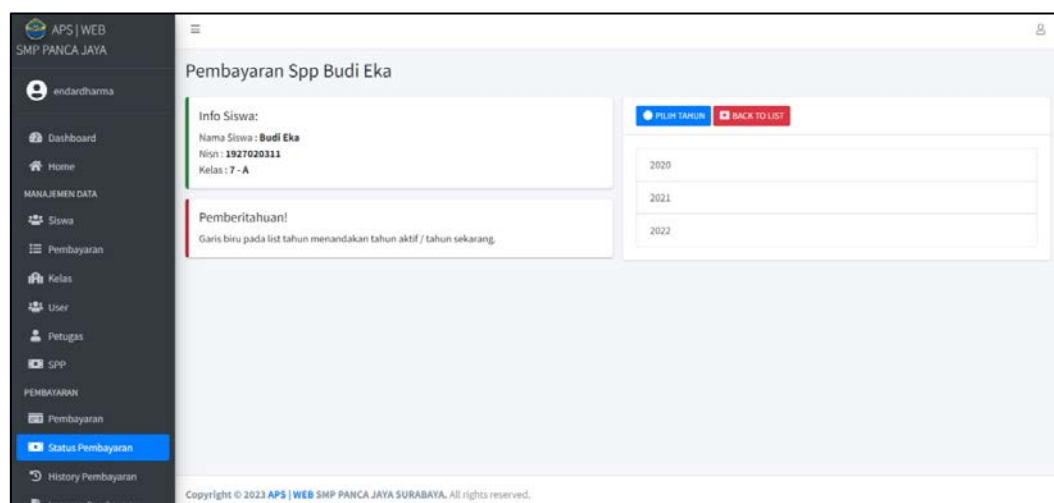 APS | WEB
SMP PANCA JAYA
endardharma
Dashboard
Home
MANAJEMEN DATA
Siswa
Pembayaran
Kelas
User
Petugas
SPP
PEMBAYARAN
Pembayaran
Status Pembayaran
History Pembayaran
Pembayaran Spp Budi Eka
Info Siswa:
Nama Siswa : Budi Eka
Nisn : 1927020311
Kelas : 7 - A
Pemberitahuan!
Garis biru pada list tahun menandakan tahun aktif / tahun sekarang.
PILIH TAHUN BACK TO LIST
2020
2021
2022
Copyright © 2023 APS | WEB SMP PANCA JAYA SURABAYA. All rights reserved.